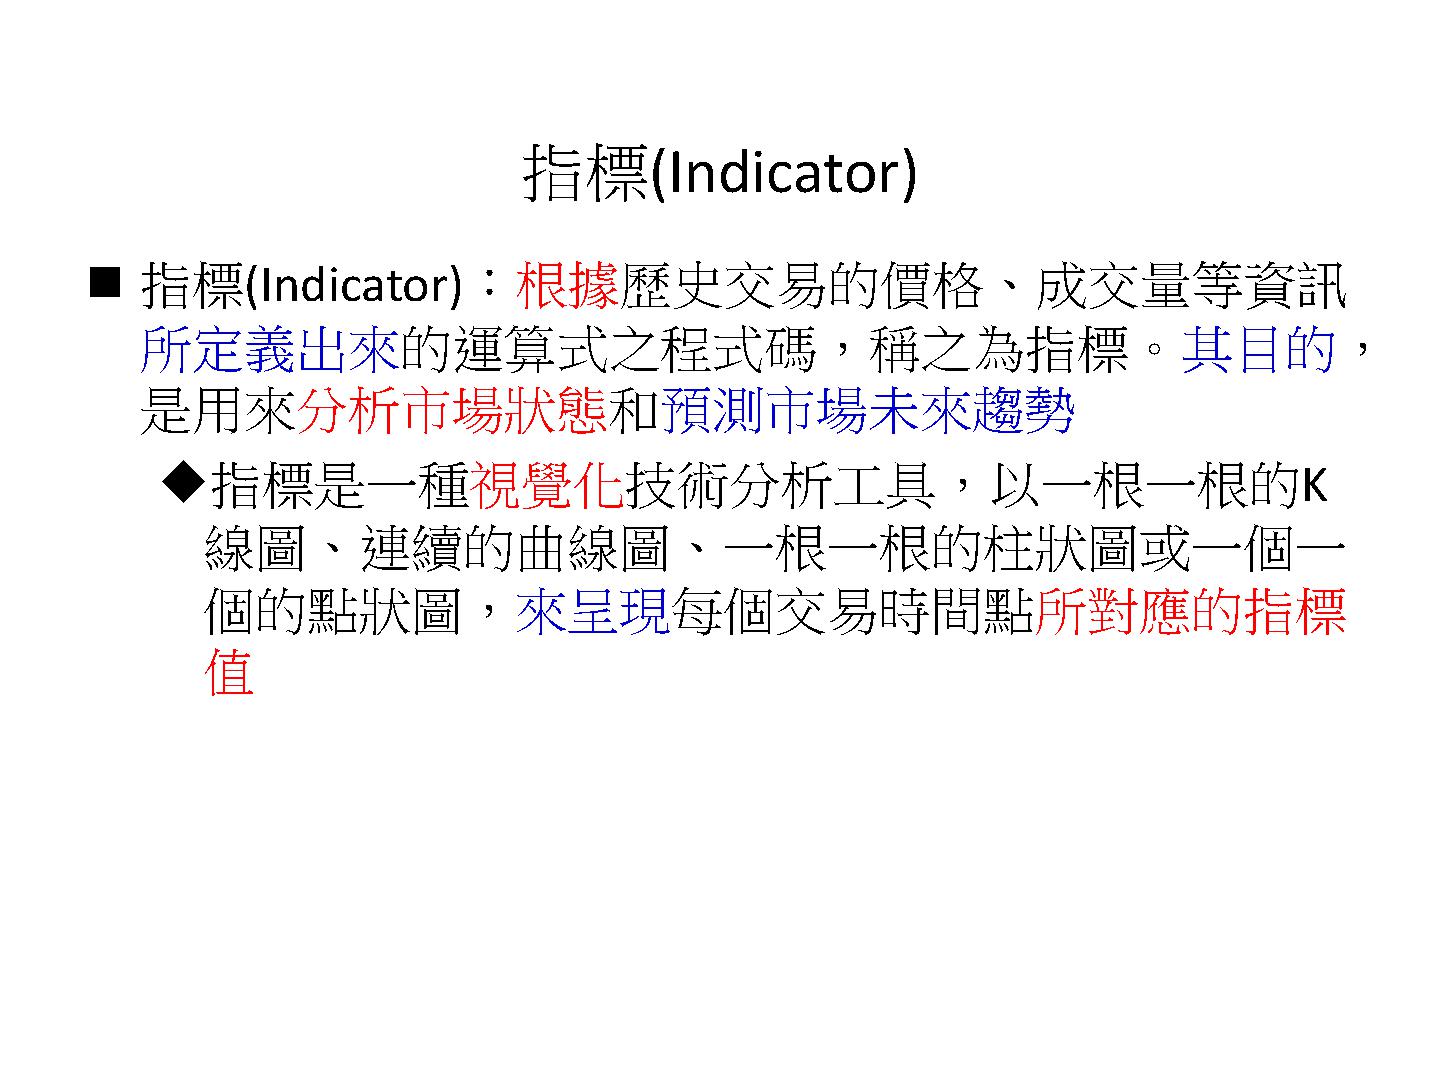 指標(Indicator)
■ 指標(Indicator)：根據歷史交易的價格、成交量等資訊
所定義出來的運算式之程式碼，稱之為指標。其目的，
是用來分析市場狀態和預測市場未來趨勢
◆指標是一種視覺化技術分析工具，以一根一根的K
線圖、連續的曲線圖、一根一根的柱狀圖或一個一
個的點狀圖，來呈現每個交易時間點所對應的指標
值